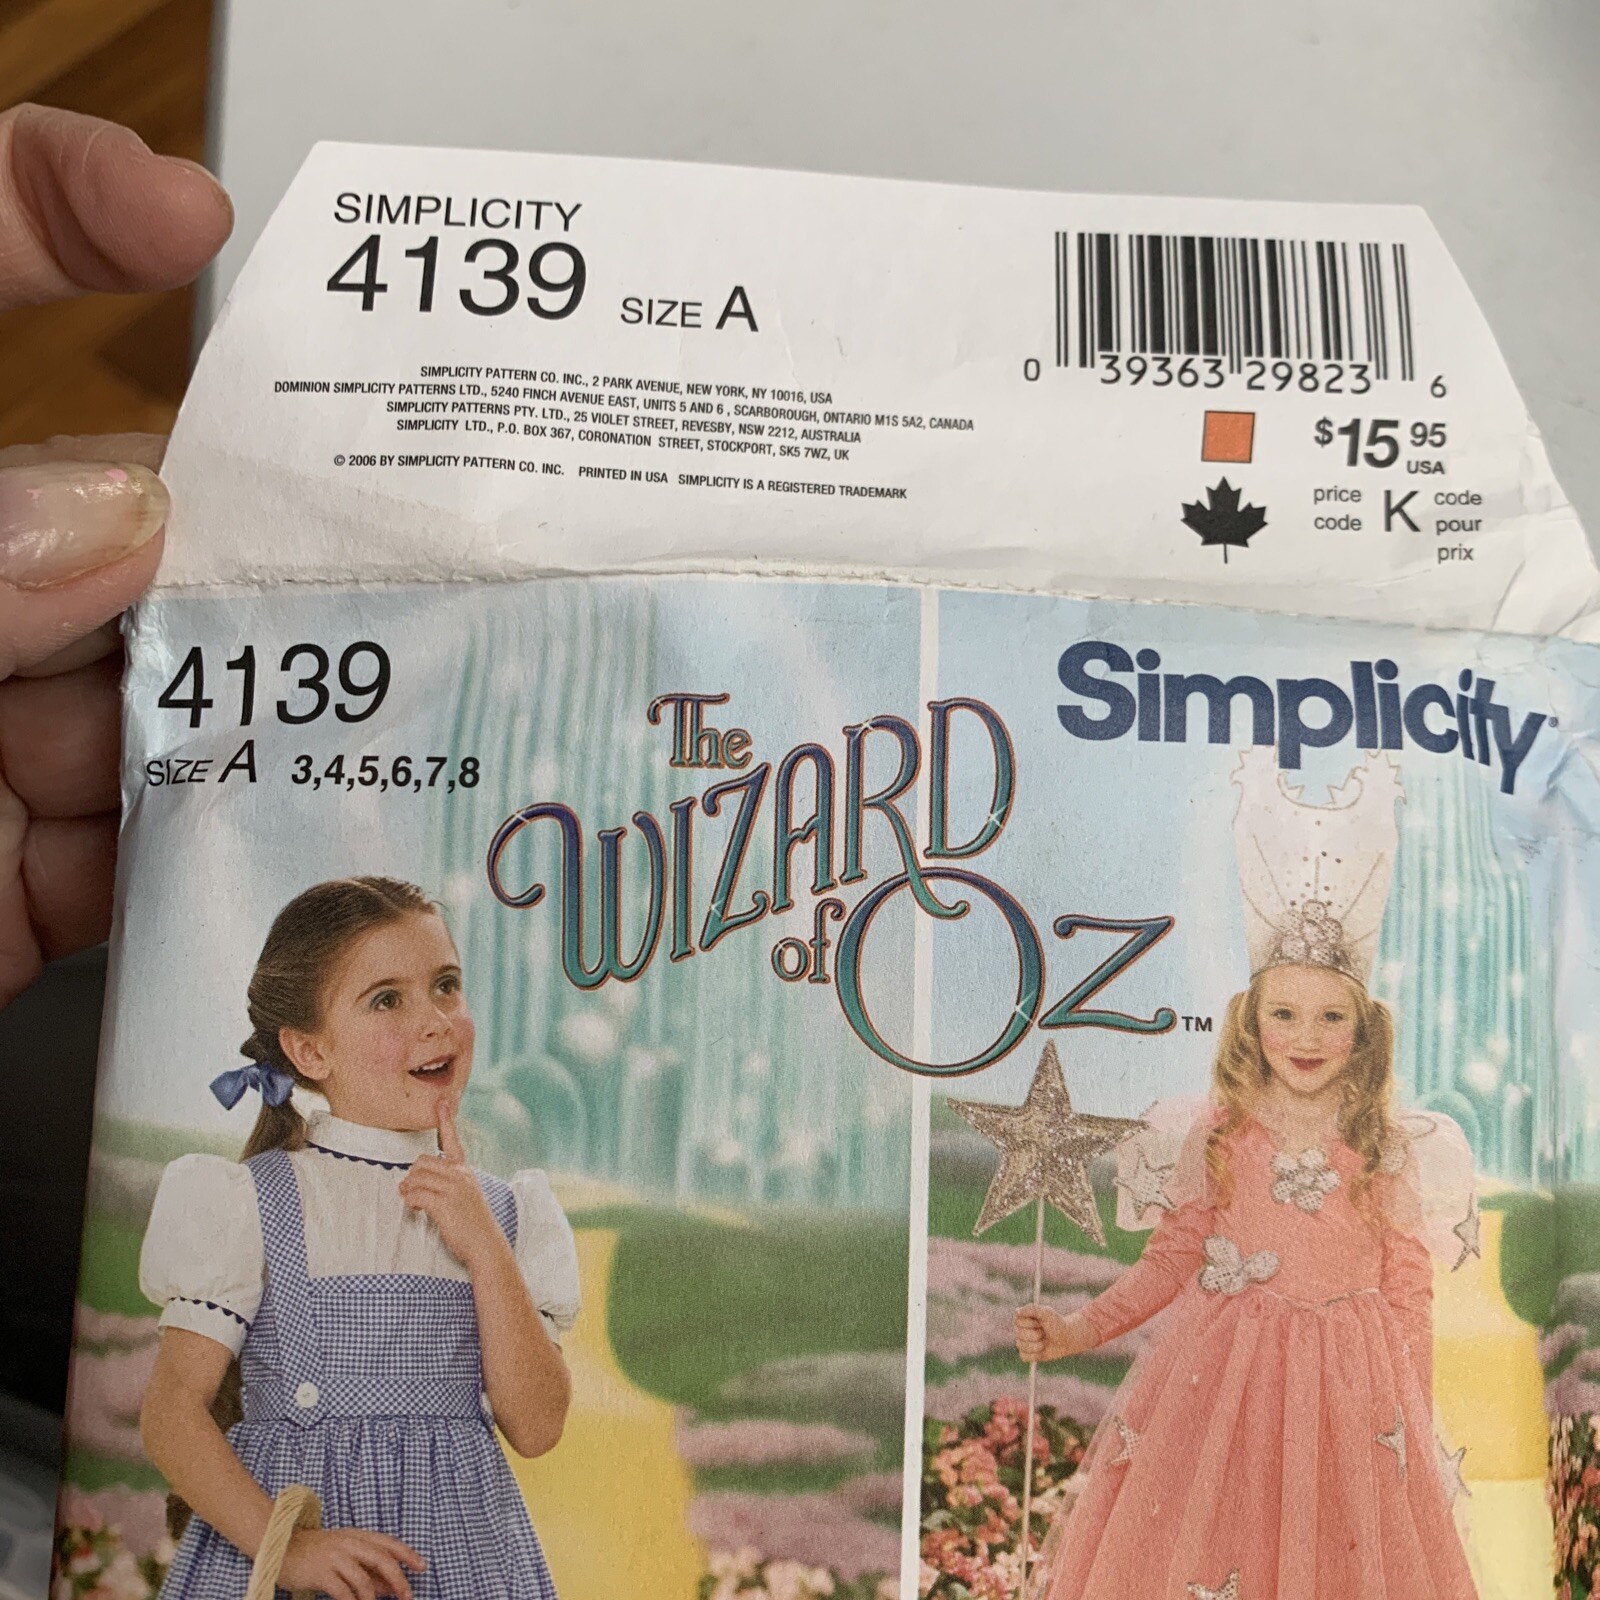 SIMPLICITY
4139 SIZE A
SIMPLICITY PATTERN CO. INC., 2 PARK AVENUE, NEW YORK, NY 10016, USA
DOMINION SIMPLICITY PATTERNS LTD., 5240 FINCH AVENUE EAST, UNITS 5 AND 6 , SCARBOROUGH, ONTARIO M1S 5A2, CANADA
SIMPLICITY PATTERNS PTY. LTD., 25 VIOLET STREET, REVESBY, NSW 2212, AUSTRALIA
SIMPLICITY LTD., P.O. BOX 367, CORONATION STREET, STOCKPORT, SK5 7WZ, UK
© 2006 BY SIMPLICITY PATTERN CO. INC. PRINTED IN USA SIMPLICITY IS A REGISTERED TRADEMARK
0 39363 29823 6
$15 95
USA
price code K code pour prix
4139
SIZE A 3,4,5,6,7,8
The
WIZARD
of OZ™
Simplicity®